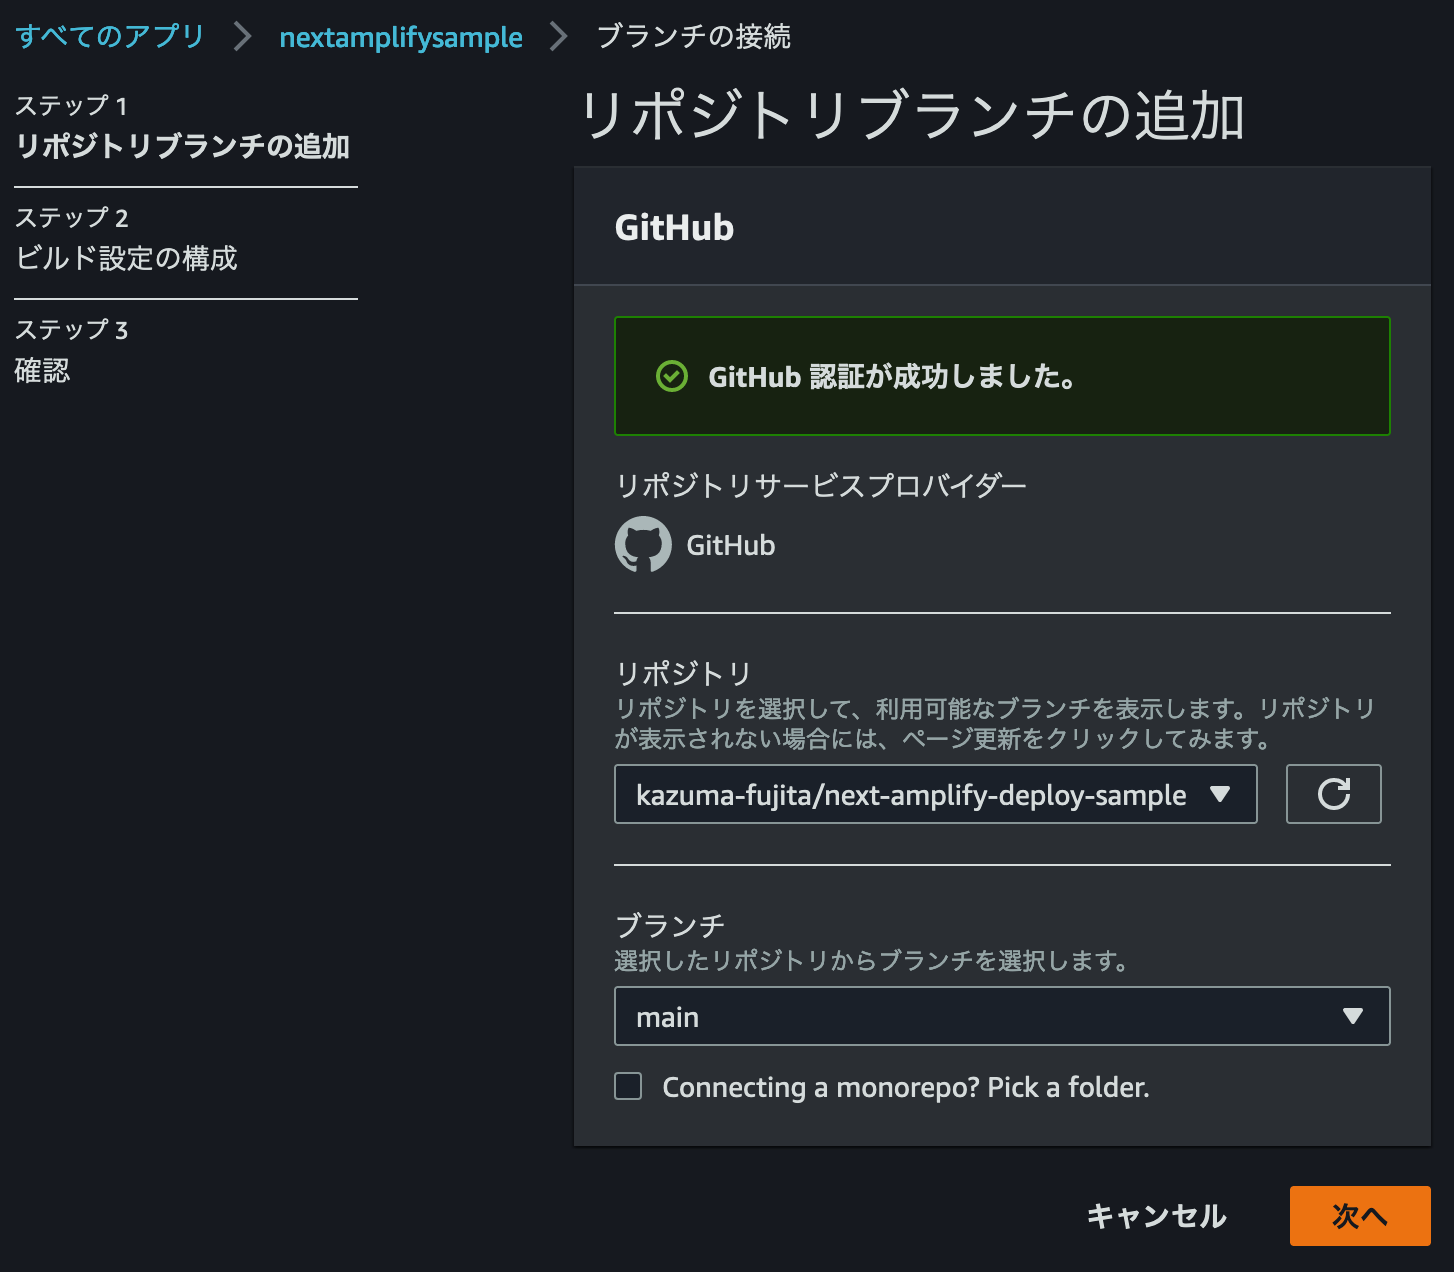 すべてのアプリ > nextamplifysample > ブランチの接続
ステップ 1
リポジトリブランチの追加
ステップ 2
ビルド設定の構成
ステップ 3
確認
リポジトリブランチの追加
GitHub
GitHub 認証が成功しました。
リポジトリサービスプロバイダー
GitHub
リポジトリ
リポジトリを選択して、利用可能なブランチを表示します。リポジトリ
が表示されない場合には、ページ更新をクリックしてみます。
kazuma-fujita/next-amplify-deploy-sample
ブランチ
選択したリポジトリからブランチを選択します。
main
Connecting a monorepo? Pick a folder.
キャンセル
次へ